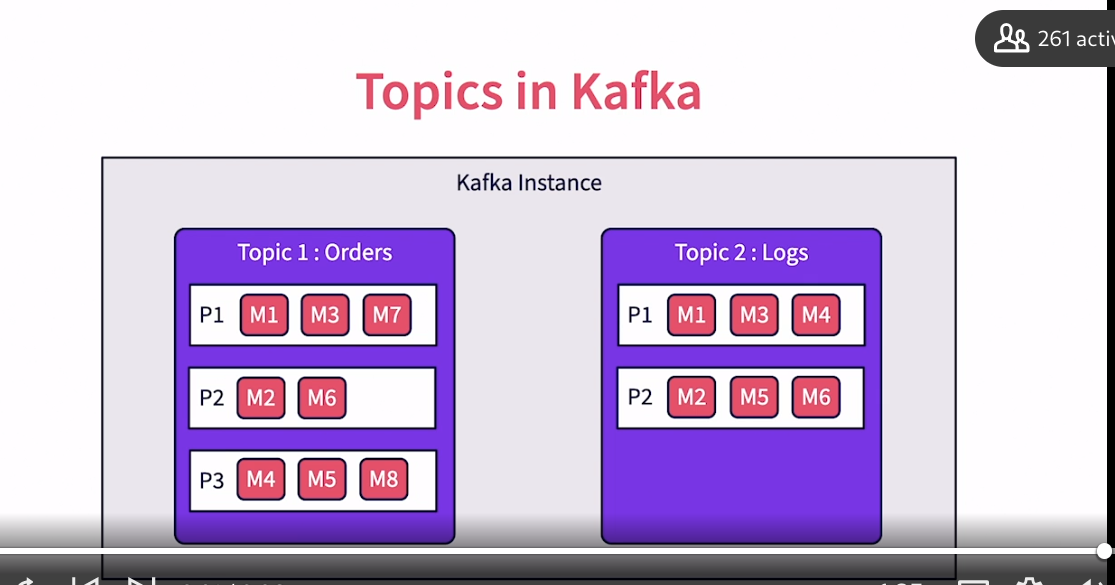 261
Topics in Kafka
Kafka Instance
Topic 1 : Orders
P1 M1 M3 M7
P2 M2 M6
P3 M4 M5 M8
Topic 2 : Logs
P1 M1 M3 M4
P2 M2 M5 M6